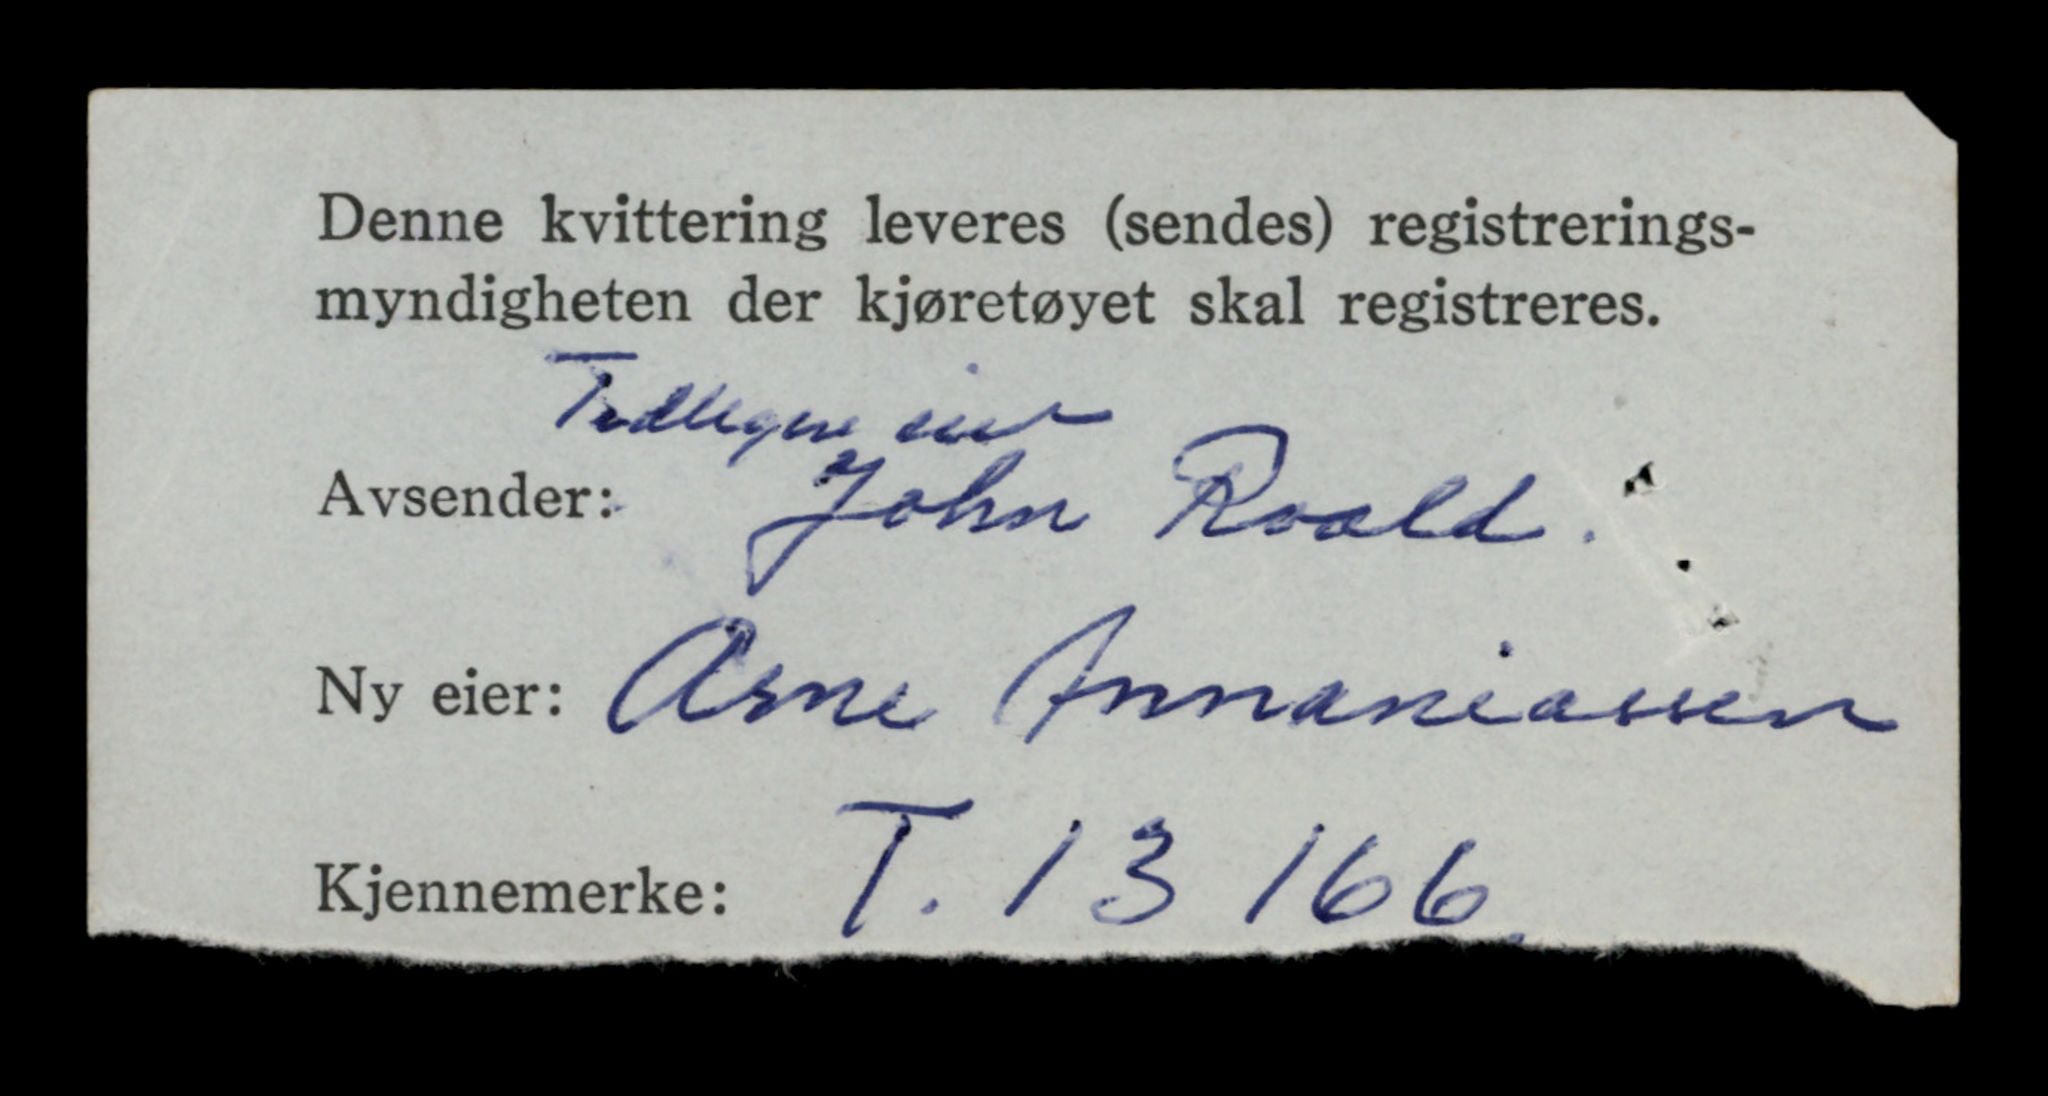 Denne kvittering leveres (sendes) registrerings-
myndigheten der kjøretøyet skal registreres.
Tidligere eier
Avsender: John Roald.
Ny eier: Arne Annaniassen
Kjennemerke: T. 13 166.